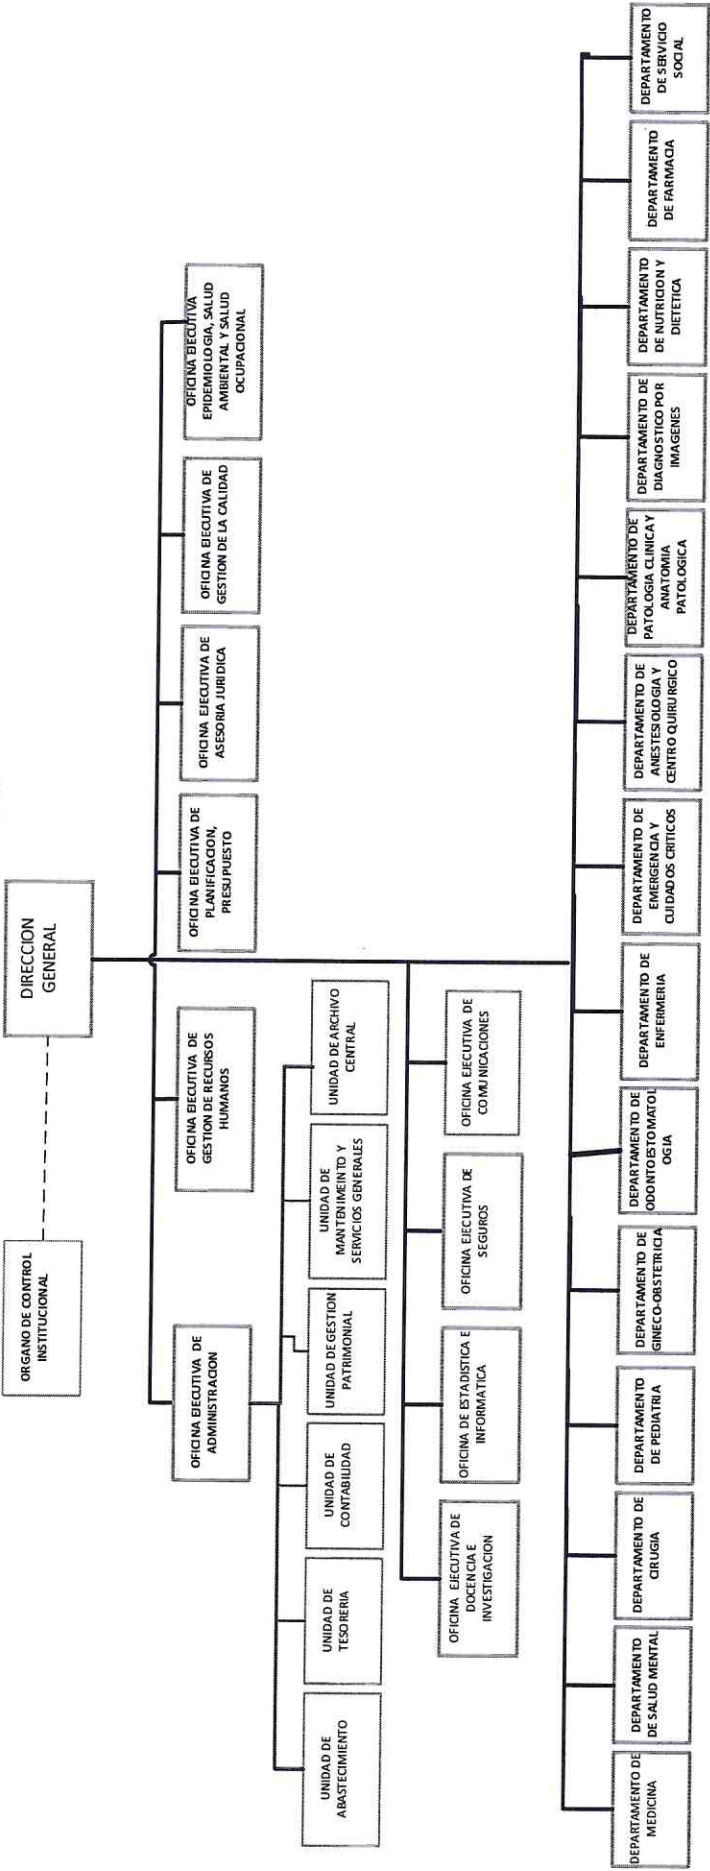 ORGANO DE CONTROL
INSTITUCIONAL
DIRECCION
GENERAL
OFICINA EJECUTIVA DE
ADMINISTRACION
OFICINA EJECUTIVA DE
GESTION DE RECURSOS
HUMANOS
OFICINA EJECUTIVA DE
PLANIFICACION,
PRESUPUESTO
OFICINA EJECUTIVA DE
ASESORIA JURIDICA
OFICINA EJECUTIVA DE
GESTION DE LA CALIDAD
OFICINA EJECUTIVA
EPIDEMIOLOGIA, SALUD
AMBIENTAL Y SALUD
OCUPACIONAL
UNIDAD DE
ABASTECIMIENTO
UNIDAD DE
TESORERIA
UNIDAD DE
CONTABILIDAD
UNIDAD DE GESTION
PATRIMONIAL
UNIDAD DE
MANTENIMEINTO Y
SERVICIOS GENERALES
UNIDAD DE ARCHIVO
CENTRAL
OFICINA EJECUTIVA DE
DOCENCIA E
INVESTIGACION
OFICINA DE ESTADISTICA E
INFORMATICA
OFICINA EJECUTIVA DE
SEGUROS
OFICINA EJECUTIVA DE
COMUNICACIONES
DEPARTAMENTO DE
MEDICINA
DEPARTAMENTO
DE SALUD MENTAL
DEPARTAMENTO DE
CIRUGIA
DEPARTAMENTO
DE PEDIATRIA
DEPARTAMENTO DE
GINECO-OBSTETRICIA
DEPARTAMENTO DE
ODONTOESTOMATOL
OGIA
DEPARTAMENTO DE
ENFERMERIA
DEPARTAMENTO DE
EMERGENCIA Y
CUIDADOS CRITICOS
DEPARTAMENTO DE
ANESTESIOLOGIA Y
CENTRO QUIRURGICO
DEPARTAMENTO DE
PATOLOGIA CLINICA Y
ANATOMIA
PATOLOGICA
DEPARTAMENTO DE
DIAGNOSTICO POR
IMAGENES
DEPARTAMENTO
DE NUTRICION Y
DIETETICA
DEPARTAMENTO
DE FARMACIA
DEPARTAMENTO
DE SERVICIO
SOCIAL